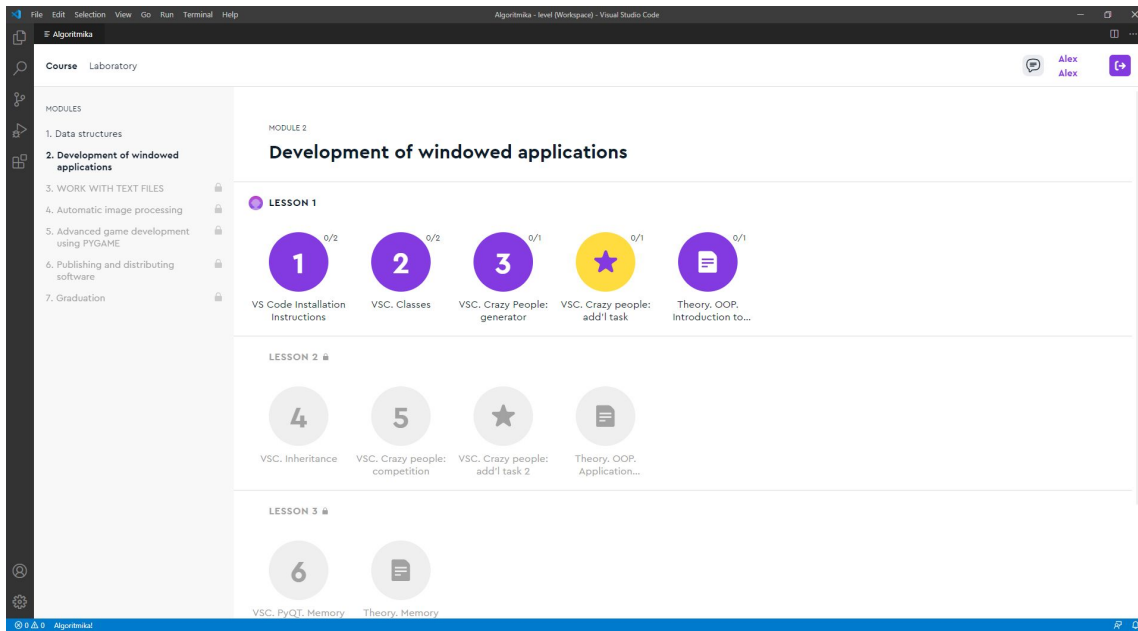 File Edit Selection View Go Run Terminal Help
Algoritmika - level (Workspace) - Visual Studio Code
Algoritmika
Course Laboratory
Alex
Alex
MODULES
1. Data structures
2. Development of windowed
applications
3. WORK WITH TEXT FILES
4. Automatic image processing
5. Advanced game development
using PYGAME
6. Publishing and distributing
software
7. Graduation
MODULE 2
Development of windowed applications
LESSON 1
0/2 0/2 0/1 0/1 0/1
1 2 3
VS Code Installation VSC. Classes VSC. Crazy People: VSC. Crazy people: Theory. OOP.
Instructions generator add'l task Introduction to...
LESSON 2
4 5
VSC. Inheritance VSC. Crazy people: VSC. Crazy people: Theory. OOP.
competition add'l task 2 Application...
LESSON 3
6
VSC. PyQT. Memory Theory. Memory
0 0 Algoritmika!